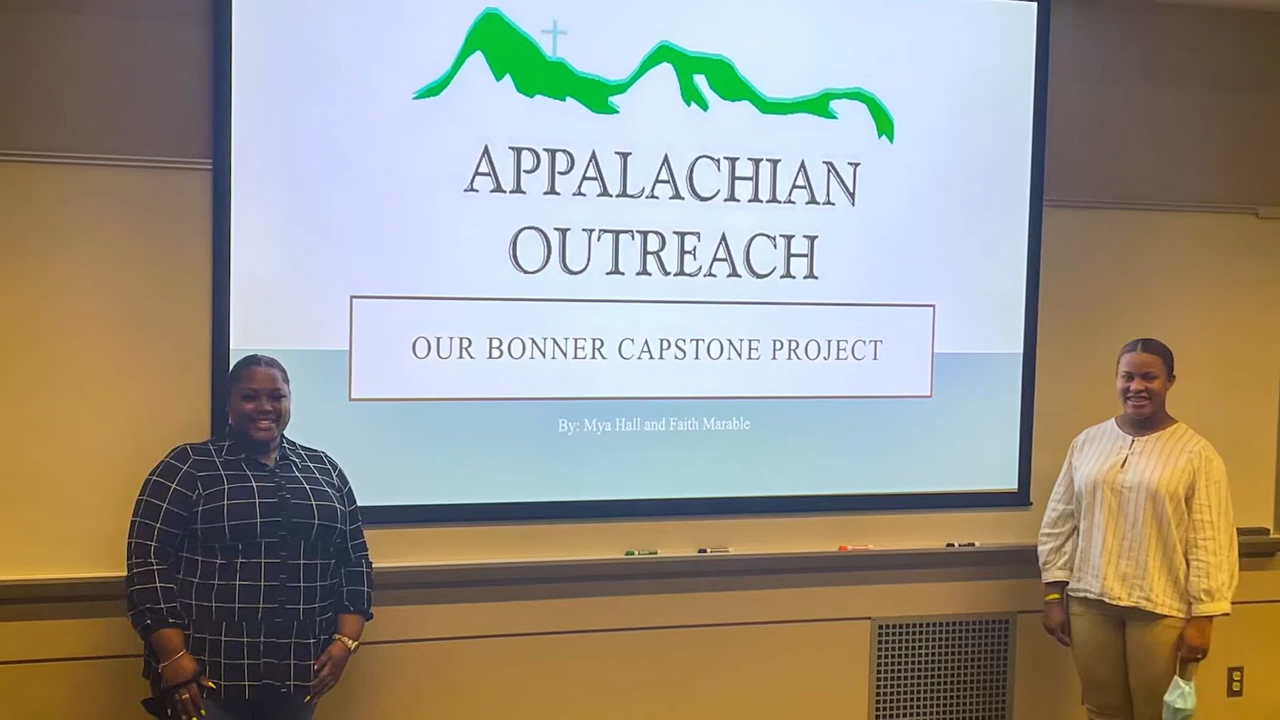 APPALACHIAN
OUTREACH
OUR BONNER CAPSTONE PROJECT
By: Mya Hall and Faith Marable